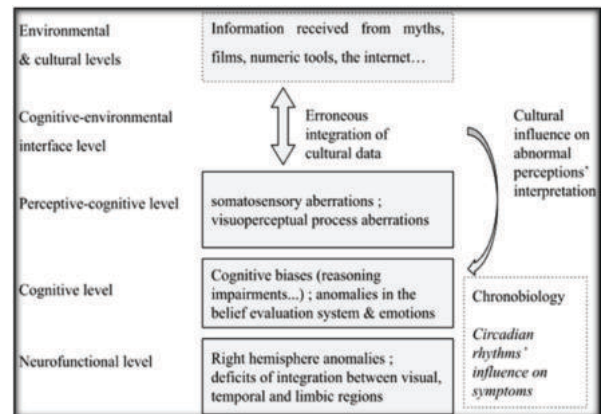 Environmental
& cultural levels
Information received from myths,
films, numeric tools, the internet…
Cognitive-environmental
interface level
Erroneous
integration of
cultural data
Cultural
influence on
abnormal
perceptions’
interpretation
Perceptive-cognitive level
somatosensory aberrations ;
visuoperceptual process aberrations
Cognitive level
Cognitive biases (reasoning
impairments...) ; anomalies in the
belief evaluation system & emotions
Chronobiology
Circadian
rhythms’
influence on
symptoms
Neurofunctional level
Right hemisphere anomalies ;
deficits of integration between visual,
temporal and limbic regions